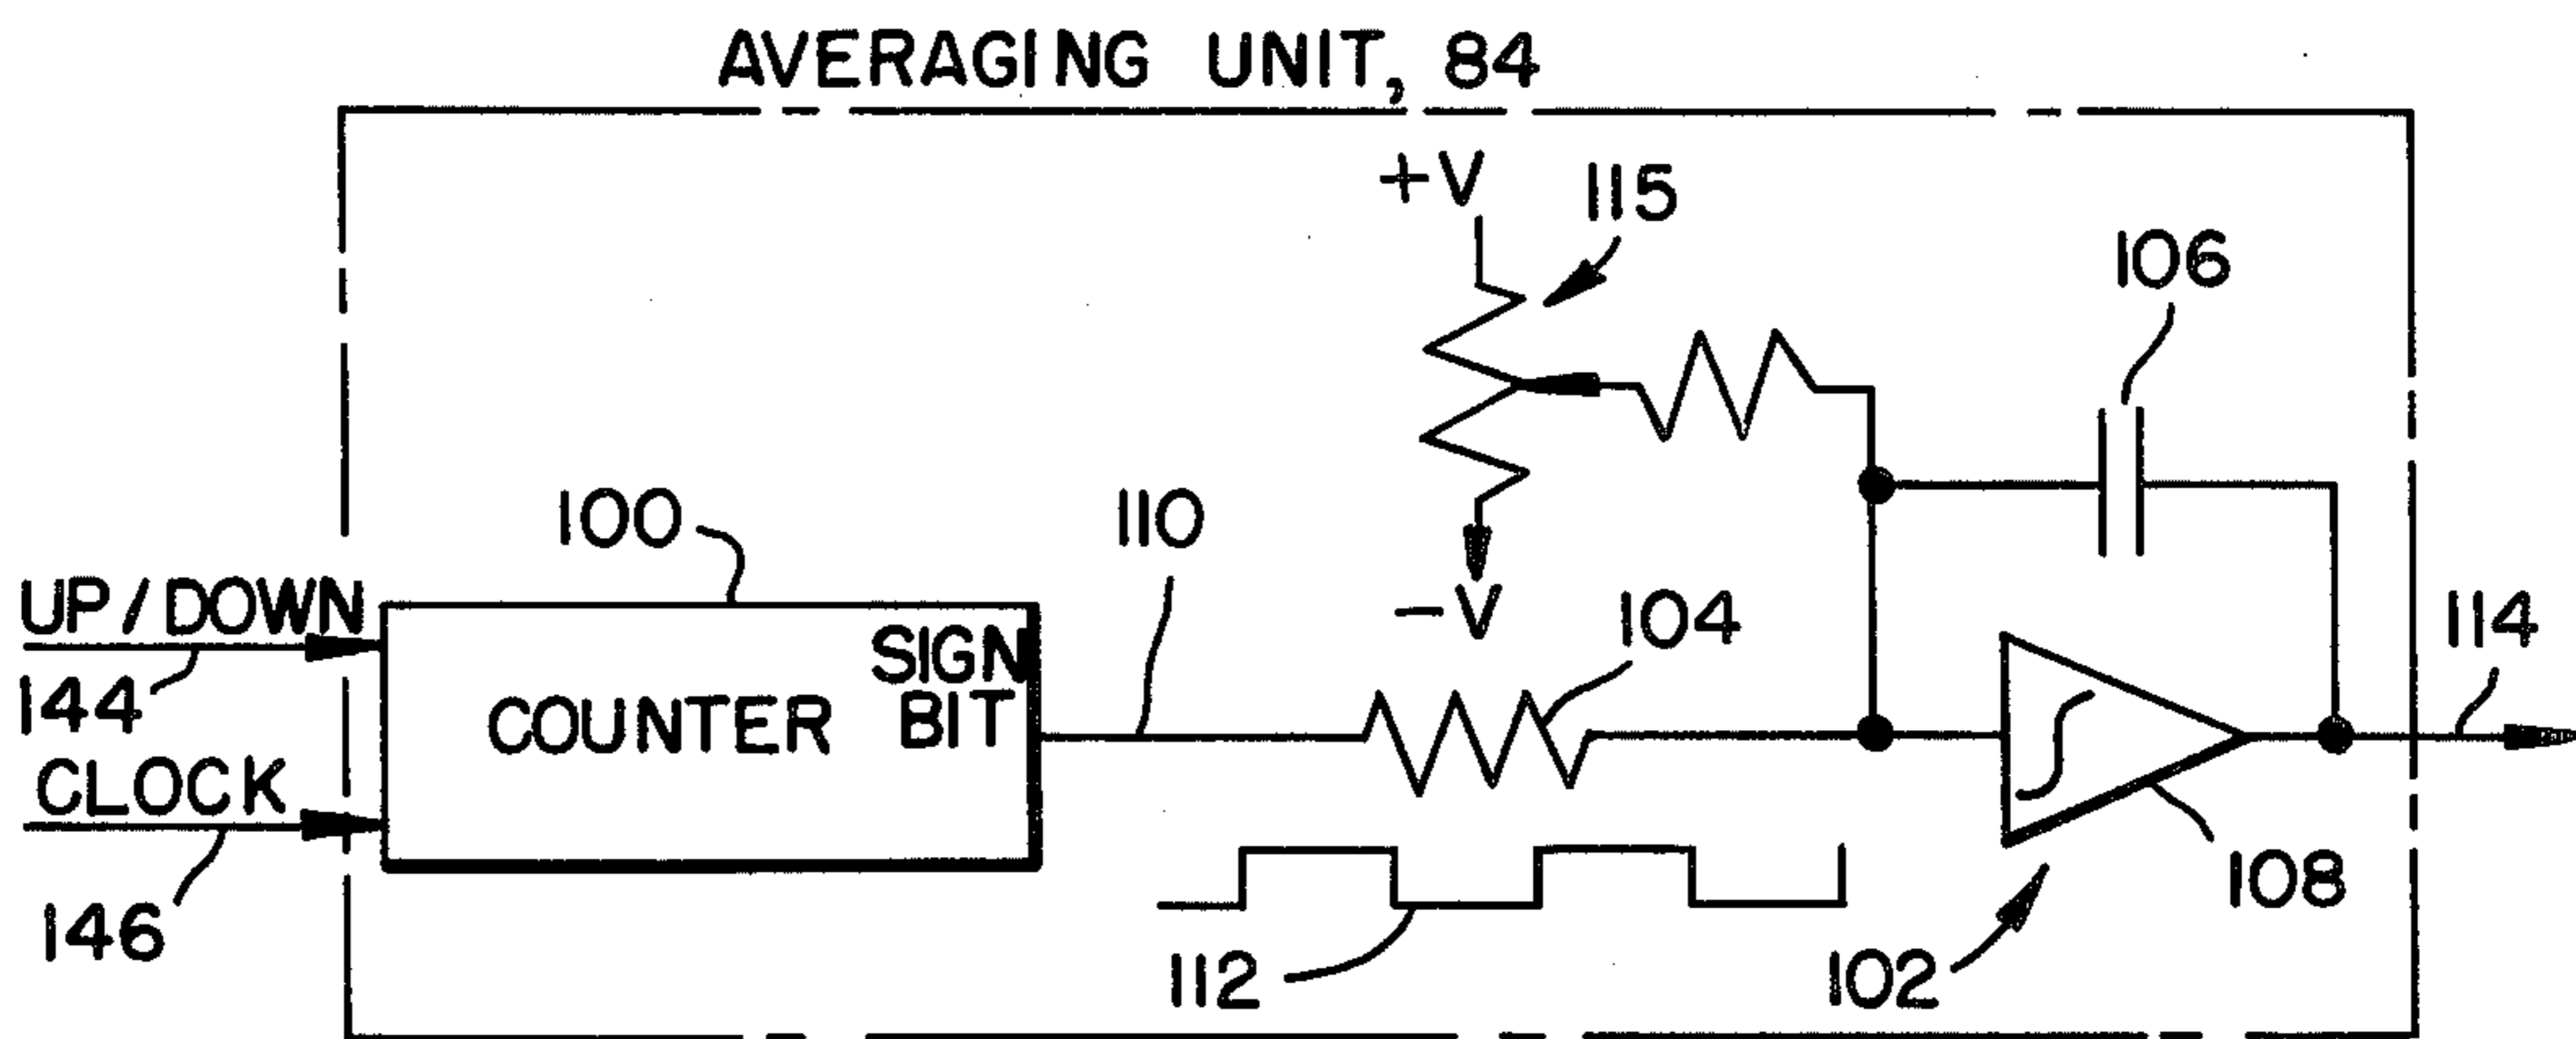 AVERAGING UNIT, 84
+V
115
106
100
110
UP/DOWN
-V
104
114
144
SIGN
BIT
COUNTER
CLOCK
146
112
102
108